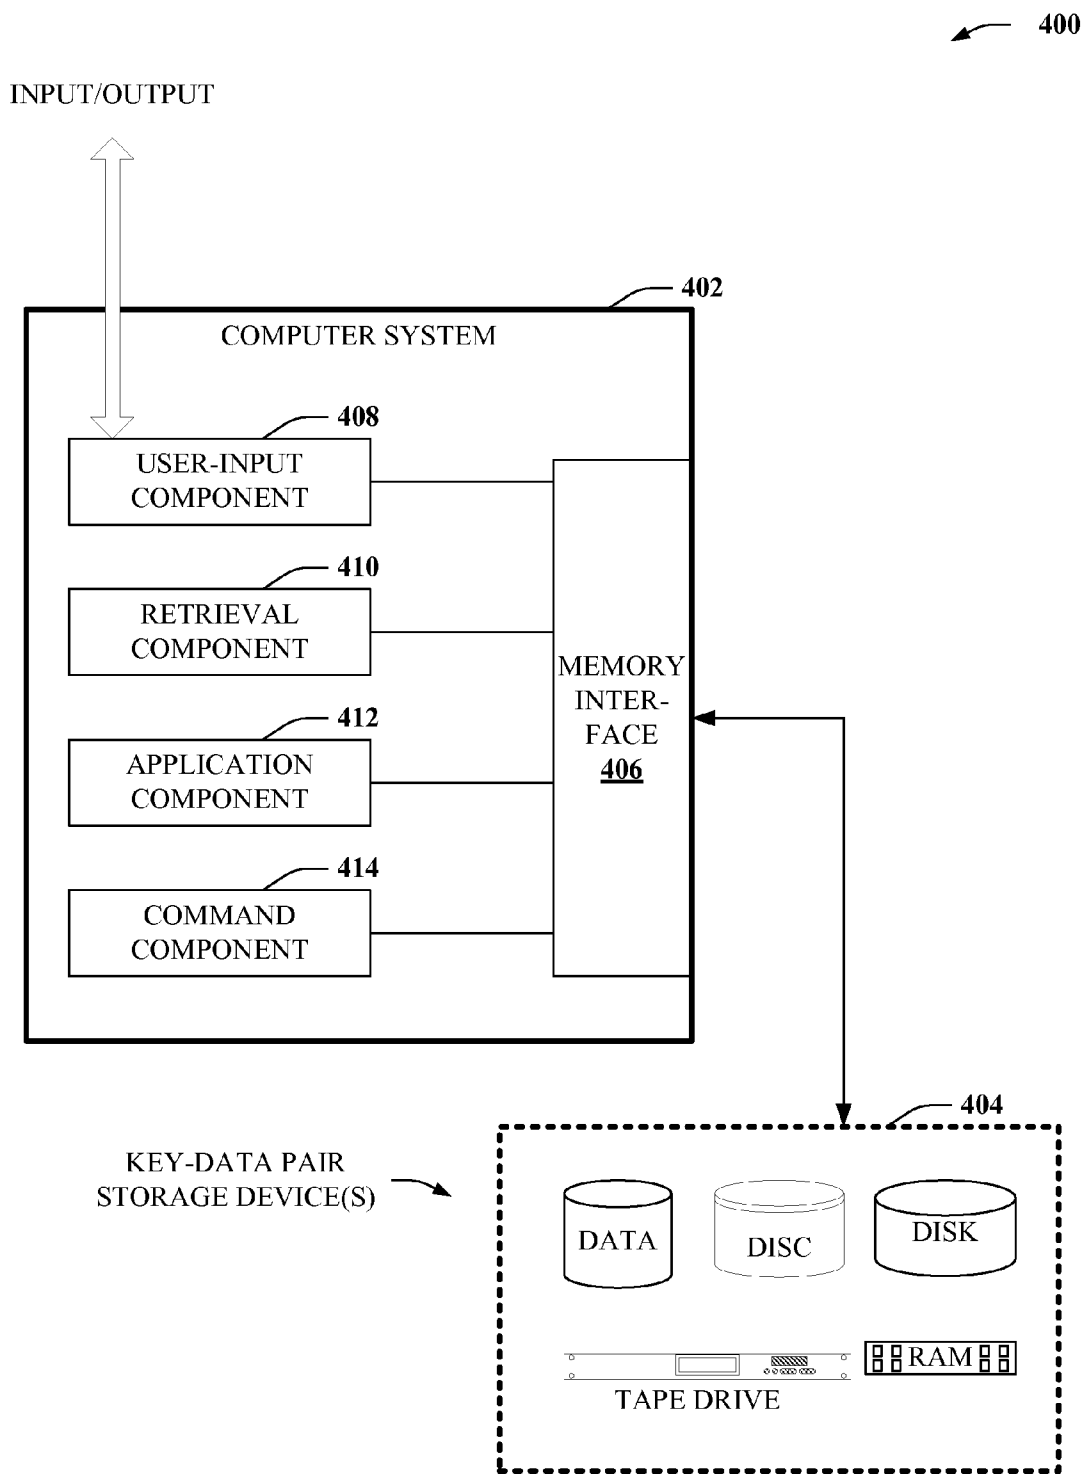 400
INPUT/OUTPUT
402
COMPUTER SYSTEM
408
USER-INPUT
COMPONENT
410
RETRIEVAL
COMPONENT
412
APPLICATION
COMPONENT
414
COMMAND
COMPONENT
MEMORY
INTER-
FACE
406
404
KEY-DATA PAIR
STORAGE DEVICE(S)
DATA
DISC
DISK
RAM
TAPE DRIVE